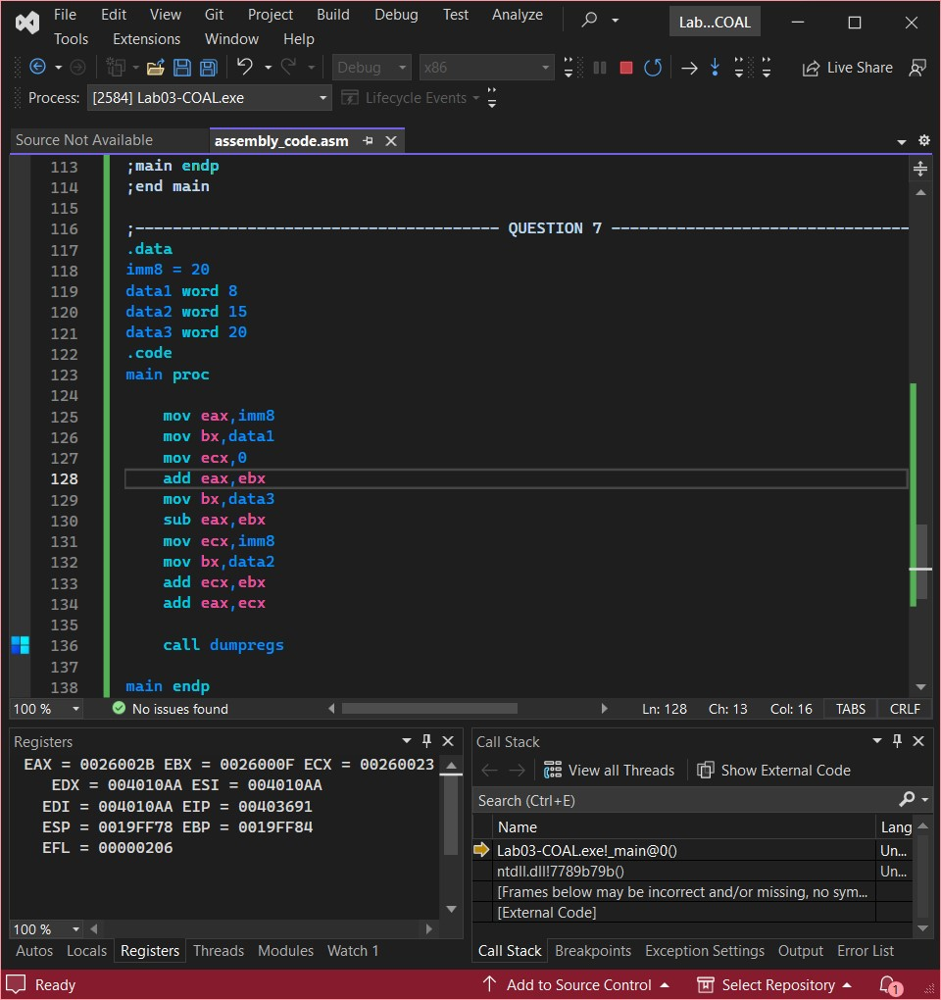 File Edit View Git Project Build Debug Test Analyze Lab...COAL
Tools Extensions Window Help
Debug x86 Live Share
Process: [2584] Lab03-COAL.exe Lifecycle Events
Source Not Available assembly_code.asm
113 ;main endp
114 ;end main
115
116 ;--------------------------------------- QUESTION 7 --------------------------------
117 .data
118 imm8 = 20
119 data1 word 8
120 data2 word 15
121 data3 word 20
122 .code
123 main proc
124
125 mov eax,imm8
126 mov bx,data1
127 mov ecx,0
128 add eax,ebx
129 mov bx,data3
130 sub eax,ebx
131 mov ecx,imm8
132 mov bx,data2
133 add ecx,ebx
134 add eax,ecx
135
136 call dumpregs
137
138 main endp
100 % No issues found Ln: 128 Ch: 13 Col: 16 TABS CRLF
Registers
EAX = 0026002B EBX = 0026000F ECX = 00260023
EDX = 004010AA ESI = 004010AA
EDI = 004010AA EIP = 00403691
ESP = 0019FF78 EBP = 0019FF84
EFL = 00000206
100 %
Autos Locals Registers Threads Modules Watch 1
Call Stack
View all Threads Show External Code
Search (Ctrl+E)
Name Lang
Lab03-COAL.exe!_main@0() Un...
ntdll.dll!7789b79b() Un...
[Frames below may be incorrect and/or missing, no sym...
[External Code]
Call Stack Breakpoints Exception Settings Output Error List
Ready Add to Source Control Select Repository 1